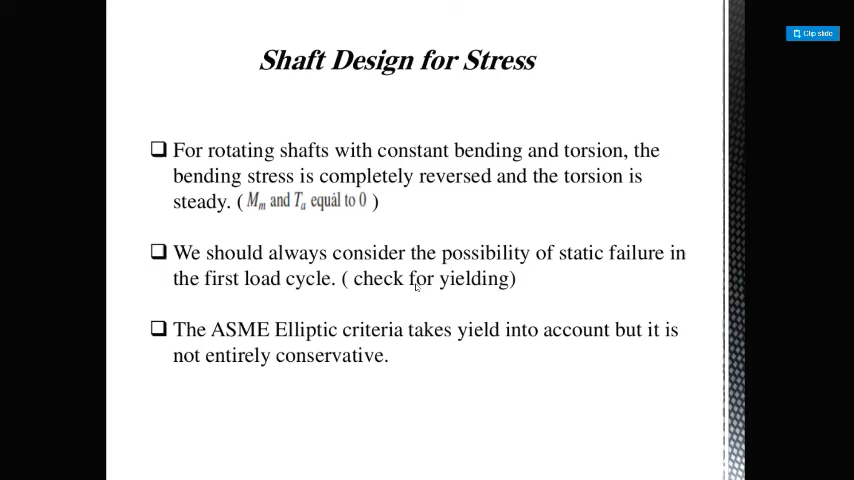 Clip slide
Shaft Design for Stress
❑ For rotating shafts with constant bending and torsion, the
bending stress is completely reversed and the torsion is
steady. ( Mm and Ta equal to 0 )
❑ We should always consider the possibility of static failure in
the first load cycle. ( check for yielding)
❑ The ASME Elliptic criteria takes yield into account but it is
not entirely conservative.